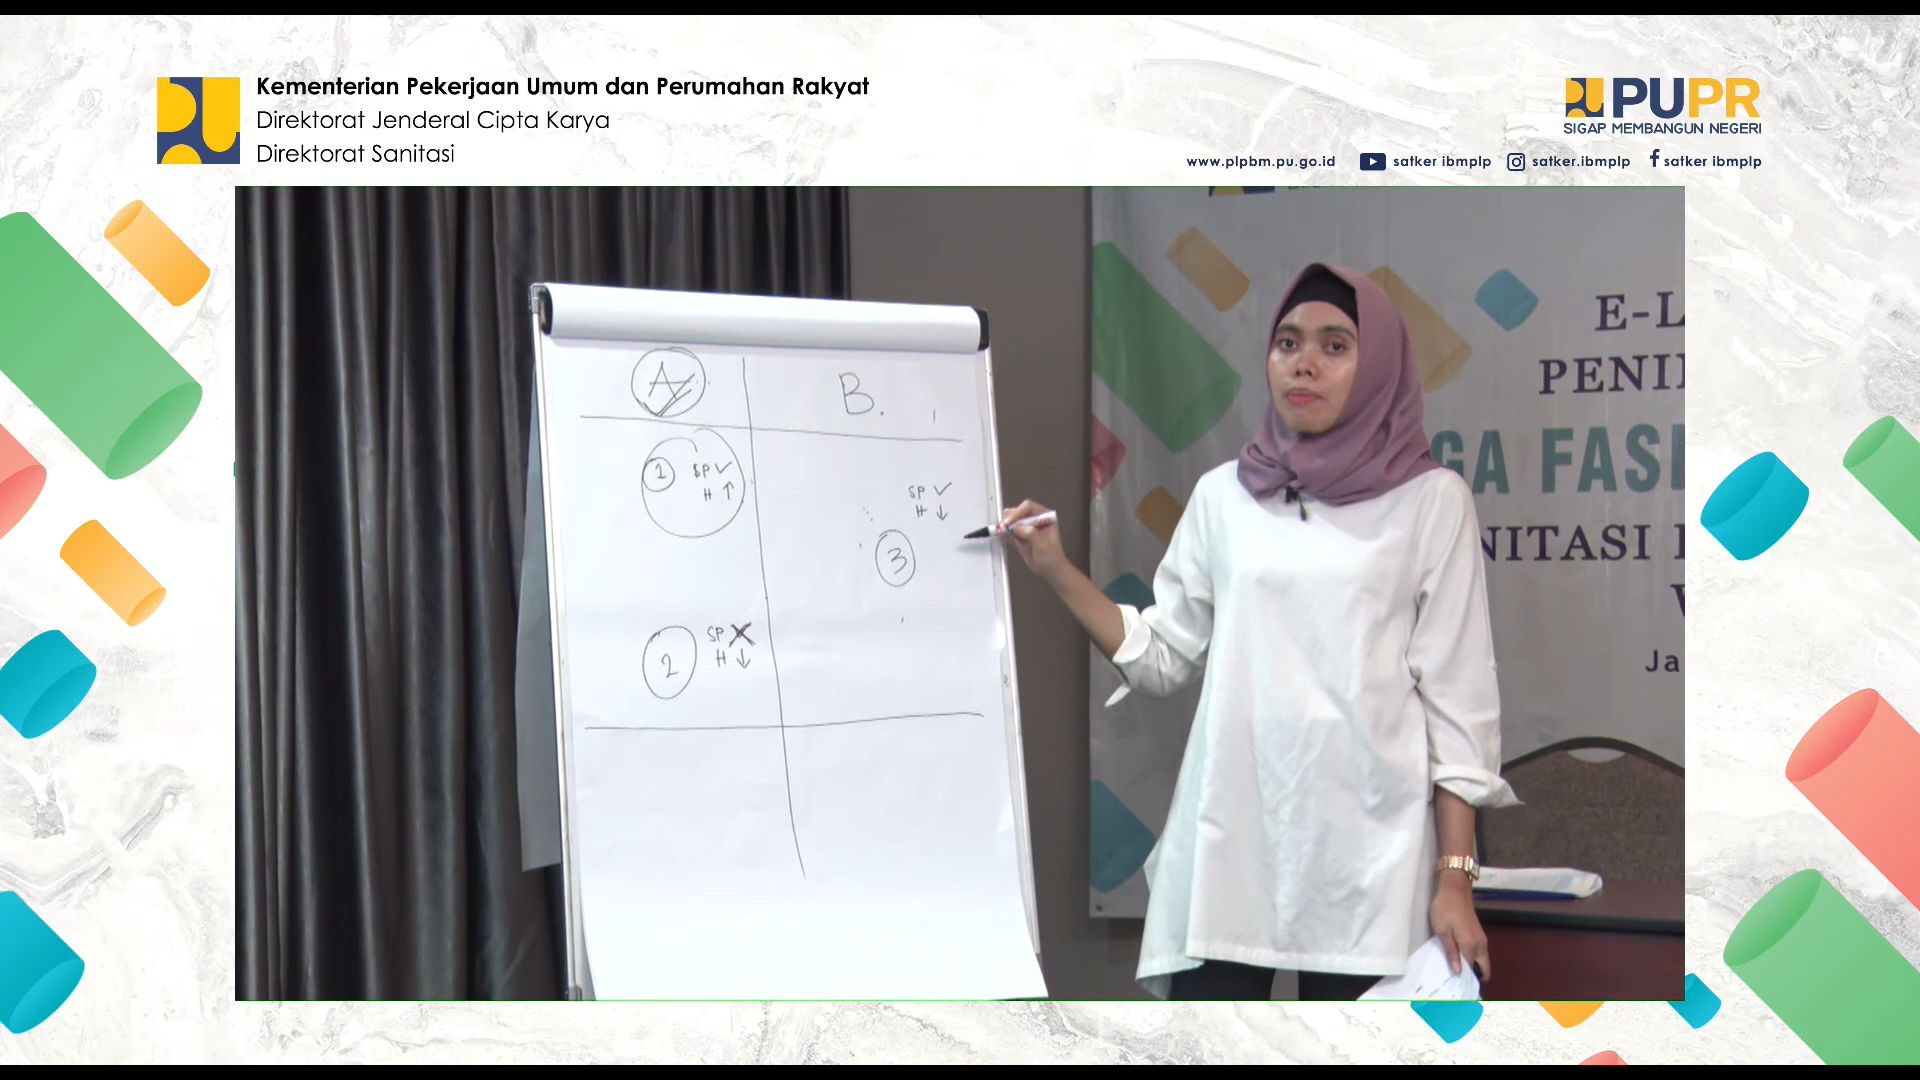 Kementerian Pekerjaan Umum dan Perumahan Rakyat
Direktorat Jenderal Cipta Karya
Direktorat Sanitasi
PUPR
SIGAP MEMBANGUN NEGERI
www.plpbm.pu.go.id satker ibmplp satker.ibmplp satker ibmplp
A B.
1 SP ✓
H ↑
SP ✓
H ↓
3
2 SP X
H ↓
E-L
PENI
GA FASI
NITASI
Ja